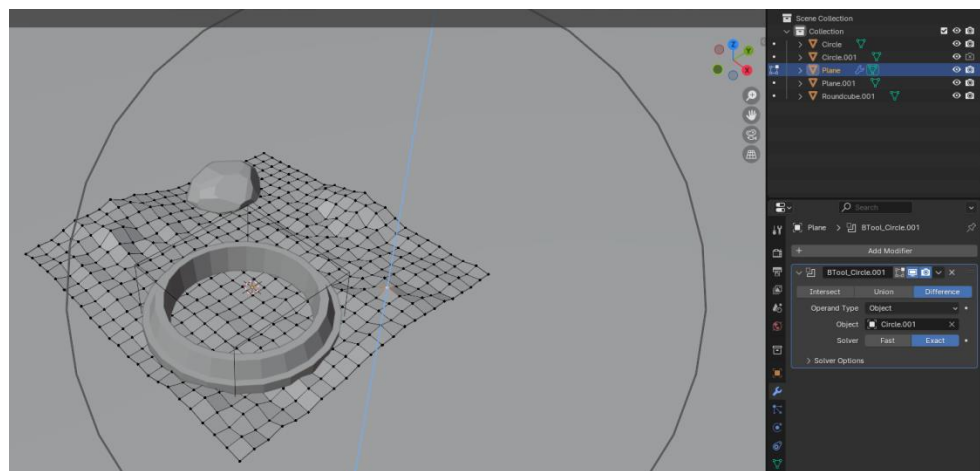 Scene Collection
Collection
Circle
Circle.001
Plane
Plane.001
Roundcube.001
Z
Y
X
Search
Plane > BTool_Circle.001
+ Add Modifier
BTool_Circle.001
Intersect Union Difference
Operand Type Object
Object Circle.001
Solver Fast Exact
> Solver Options